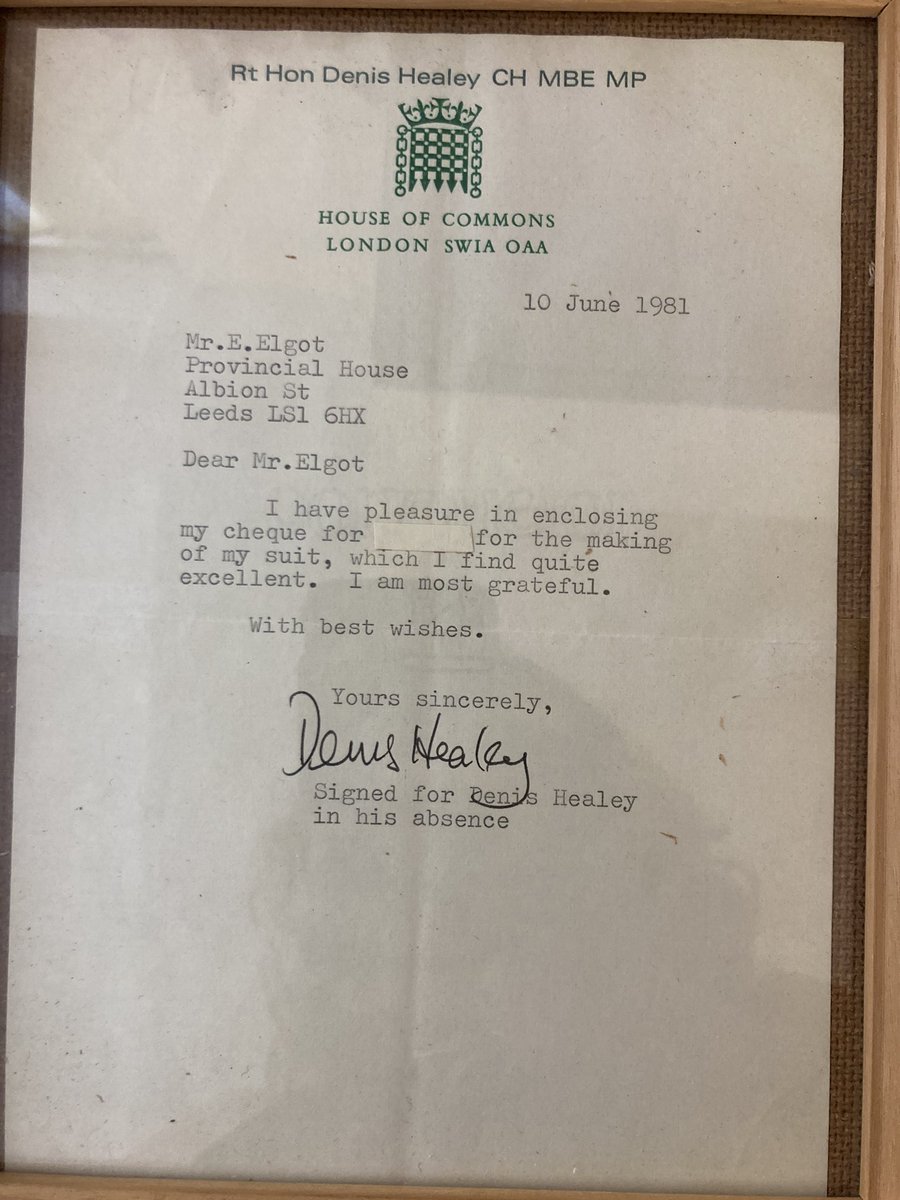 Rt Hon Denis Healey CH MBE MP
HOUSE OF COMMONS
LONDON SWIA OAA
10 June 1981
Mr.E.Elgot
Provincial House
Albion St
Leeds LS1 6HX
Dear Mr.Elgot
I have pleasure in enclosing
my cheque for for the making
of my suit, which I find quite
excellent. I am most grateful.
With best wishes.
Yours sincerely,
Denis Healey
Signed for Denis Healey
in his absence